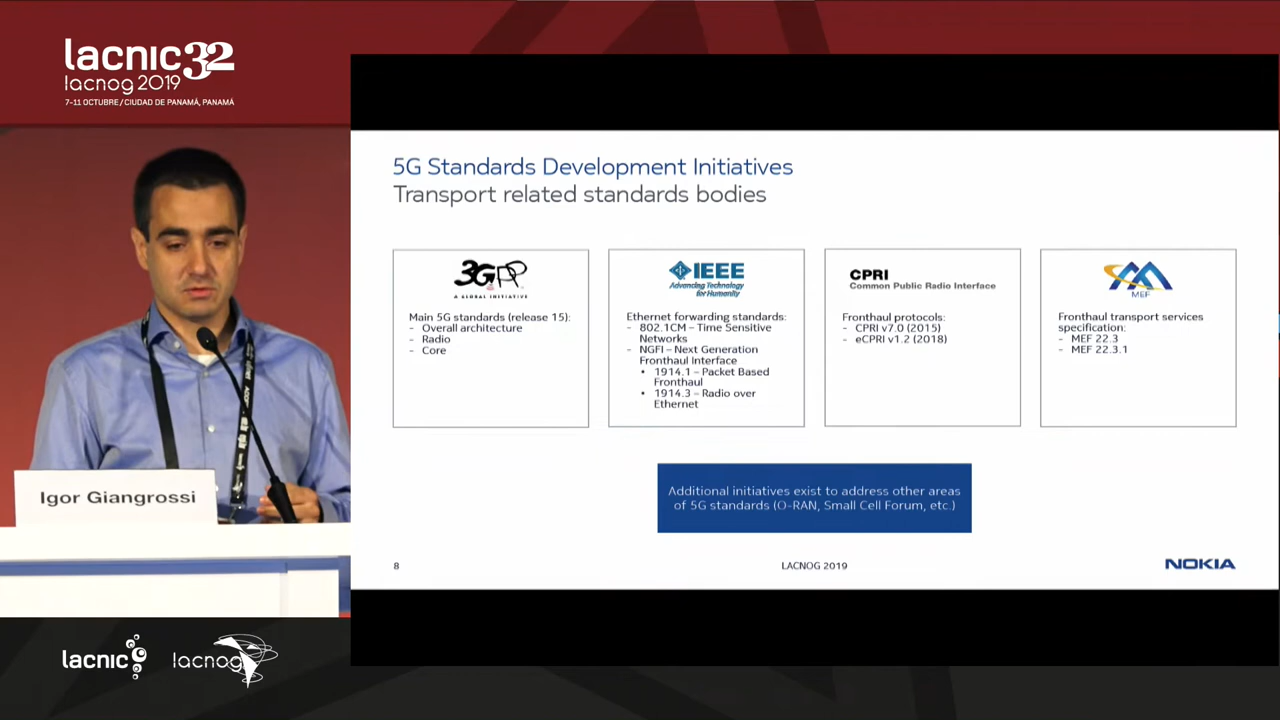 lacnic 32
lacnog 2019
7-11 OCTUBRE / CIUDAD DE PANAMÁ, PANAMÁ
5G Standards Development Initiatives
Transport related standards bodies
3GPP
A GLOBAL INITIATIVE
Main 5G standards (release 15):
- Overall architecture
- Radio
- Core
IEEE
Advancing Technology
for Humanity
Ethernet forwarding standards:
- 802.1CM – Time Sensitive
Networks
- NGFI – Next Generation
Fronthaul Interface
• 1914.1 – Packet Based
Fronthaul
• 1914.3 – Radio over
Ethernet
CPRI
Common Public Radio Interface
Fronthaul protocols:
- CPRI v7.0 (2015)
- eCPRI v1.2 (2018)
MEF
Fronthaul transport services
specification:
- MEF 22.3
- MEF 22.3.1
Additional initiatives exist to address other areas
of 5G standards (O-RAN, Small Cell Forum, etc.)
8
LACNOG 2019
NOKIA
Igor Giangrossi
lacnic
lacnog